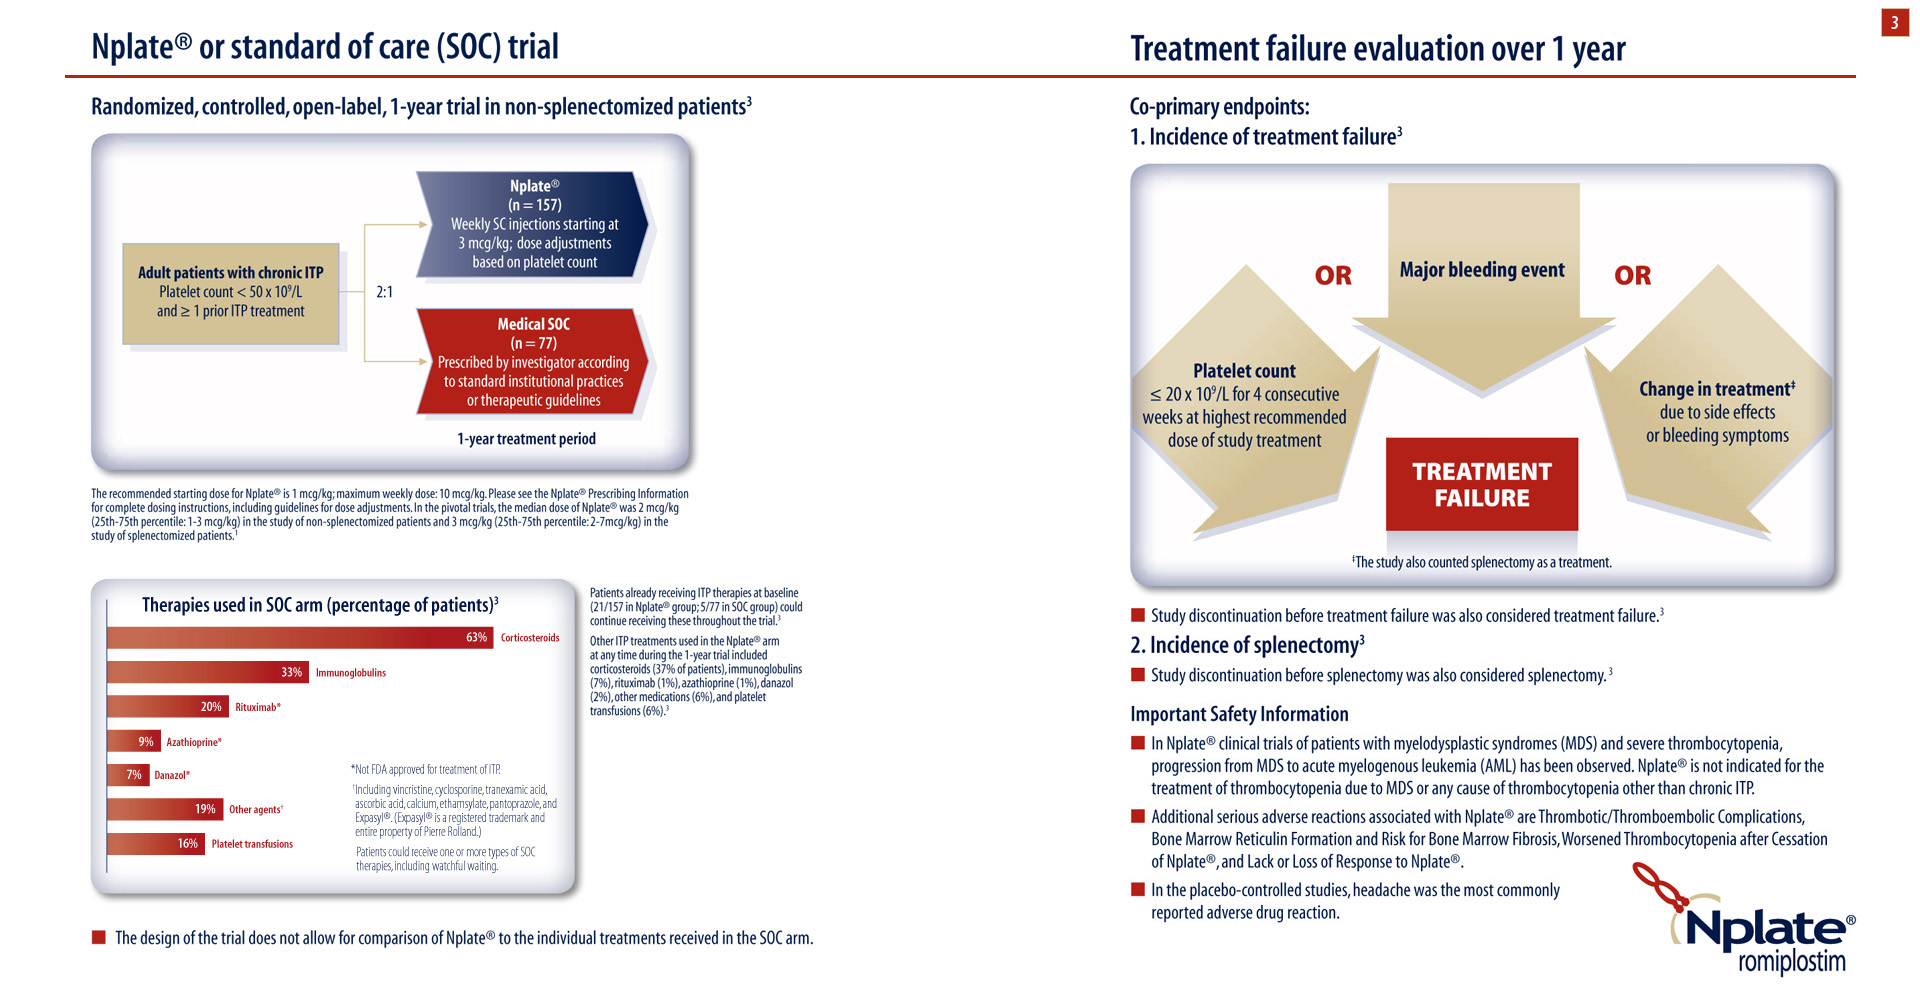 3
Nplate® or standard of care (SOC) trial
Randomized, controlled, open-label, 1-year trial in non-splenectomized patients³
Adult patients with chronic ITP
Platelet count < 50 x 10⁹/L
and ≥ 1 prior ITP treatment
2:1
Nplate®
(n = 157)
Weekly SC injections starting at
3 mcg/kg; dose adjustments
based on platelet count
Medical SOC
(n = 77)
Prescribed by investigator according
to standard institutional practices
or therapeutic guidelines
1-year treatment period
The recommended starting dose for Nplate® is 1 mcg/kg; maximum weekly dose: 10 mcg/kg. Please see the Nplate® Prescribing Information
for complete dosing instructions, including guidelines for dose adjustments. In the pivotal trials, the median dose of Nplate® was 2 mcg/kg
(25th-75th percentile: 1-3 mcg/kg) in the study of non-splenectomized patients and 3 mcg/kg (25th-75th percentile: 2-7mcg/kg) in the
study of splenectomized patients.¹
Therapies used in SOC arm (percentage of patients)³
63% Corticosteroids
33% Immunoglobulins
20% Rituximab*
9% Azathioprine*
7% Danazol*
19% Other agents†
16% Platelet transfusions
*Not FDA approved for treatment of ITP.
†Including vincristine, cyclosporine, tranexamic acid,
ascorbic acid, calcium, ethamsylate, pantoprazole, and
Expasyl®. (Expasyl® is a registered trademark and
entire property of Pierre Rolland.)
Patients could receive one or more types of SOC
therapies, including watchful waiting.
Patients already receiving ITP therapies at baseline
(21/157 in Nplate® group; 5/77 in SOC group) could
continue receiving these throughout the trial.³
Other ITP treatments used in the Nplate® arm
at any time during the 1-year trial included
corticosteroids (37% of patients), immunoglobulins
(7%), rituximab (1%), azathioprine (1%), danazol
(2%), other medications (6%), and platelet
transfusions (6%).³
■ The design of the trial does not allow for comparison of Nplate® to the individual treatments received in the SOC arm.
Treatment failure evaluation over 1 year
Co-primary endpoints:
1. Incidence of treatment failure³
Platelet count
≤ 20 x 10⁹/L for 4 consecutive
weeks at highest recommended
dose of study treatment
OR
Major bleeding event
OR
Change in treatment‡
due to side effects
or bleeding symptoms
TREATMENT
FAILURE
‡The study also counted splenectomy as a treatment.
■ Study discontinuation before treatment failure was also considered treatment failure.³
2. Incidence of splenectomy³
■ Study discontinuation before splenectomy was also considered splenectomy.³
Important Safety Information
■ In Nplate® clinical trials of patients with myelodysplastic syndromes (MDS) and severe thrombocytopenia,
progression from MDS to acute myelogenous leukemia (AML) has been observed. Nplate® is not indicated for the
treatment of thrombocytopenia due to MDS or any cause of thrombocytopenia other than chronic ITP.
■ Additional serious adverse reactions associated with Nplate® are Thrombotic/Thromboembolic Complications,
Bone Marrow Reticulin Formation and Risk for Bone Marrow Fibrosis, Worsened Thrombocytopenia after Cessation
of Nplate®, and Lack or Loss of Response to Nplate®.
■ In the placebo-controlled studies, headache was the most commonly
reported adverse drug reaction.
Nplate®
romiplostim